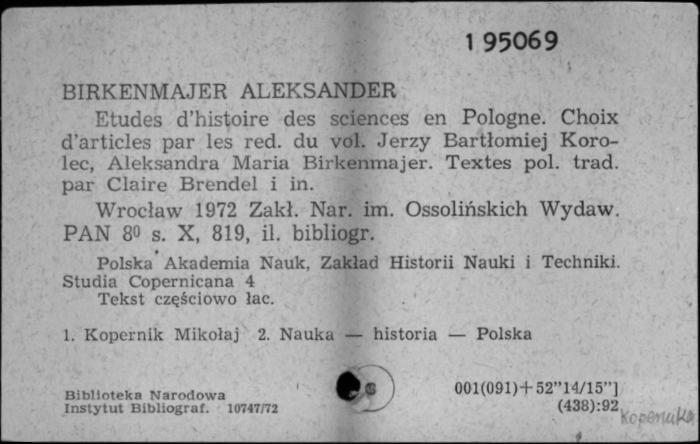 1 95069
BIRKENMAJER ALEKSANDER
Etudes d'histoire des sciences en Pologne. Choix
d'articles par les red. du vol. Jerzy Bartłomiej Koro-
lec, Aleksandra Maria Birkenmajer. Textes pol. trad.
par Claire Brendel i in.
Wrocław 1972 Zakł. Nar. im. Ossolińskich Wydaw.
PAN 8⁰ s. X, 819, il. bibliogr.
Polska Akademia Nauk, Zakład Historii Nauki i Techniki.
Studia Copernicana 4
Tekst częściowo łac.
1. Kopernik Mikołaj 2. Nauka — historia — Polska
Biblioteka Narodowa
Instytut Bibliograf. 10747/72
001(091)+52"14/15"]
(438):92